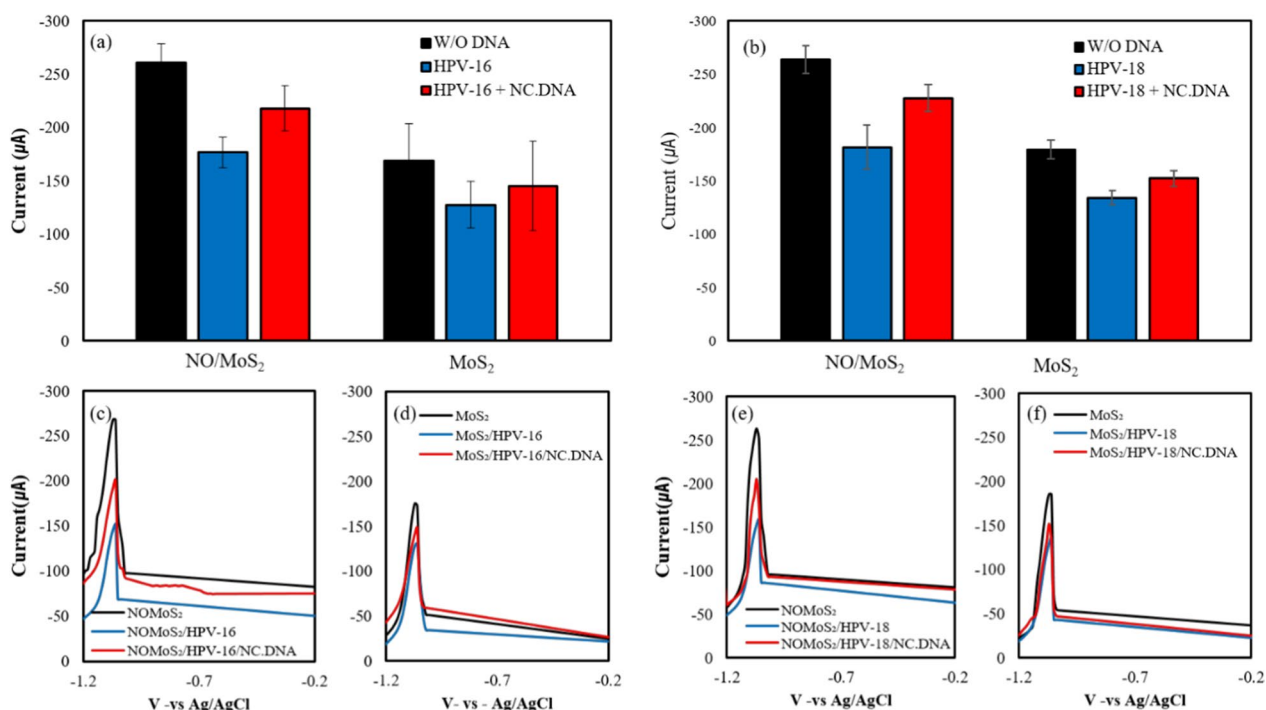 (a)
W/O DNA
HPV-16
HPV-16 + NC.DNA
Current (µA)
-300
-250
-200
-150
-100
-50
0
NO/MoS₂
MoS₂
(b)
W/O DNA
HPV-18
HPV-18 + NC.DNA
Current (µA)
-300
-250
-200
-150
-100
-50
0
NO/MoS₂
MoS₂
(c)
Current(µA)
-300
-250
-200
-150
-100
-50
0
NOMoS₂
NOMoS₂/HPV-16
NOMoS₂/HPV-16/NC.DNA
-1.2
-0.7
-0.2
V -vs Ag/AgCl
(d)
MoS₂
MoS₂/HPV-16
MoS₂/HPV-16/NC.DNA
-300
-250
-200
-150
-100
-50
0
-1.2
-0.7
-0.2
V- vs - Ag/AgCl
(e)
Current(µA)
-300
-250
-200
-150
-100
-50
0
NOMoS₂
NOMoS₂/HPV-18
NOMoS₂/HPV-18/NC.DNA
-1.2
-0.7
-0.2
V -vs Ag/AgCl
(f)
MoS₂
MoS₂/HPV-18
MoS₂/HPV-18/NC.DNA
-300
-250
-200
-150
-100
-50
0
-1.2
-0.7
-0.2
V -vs Ag/AgCl